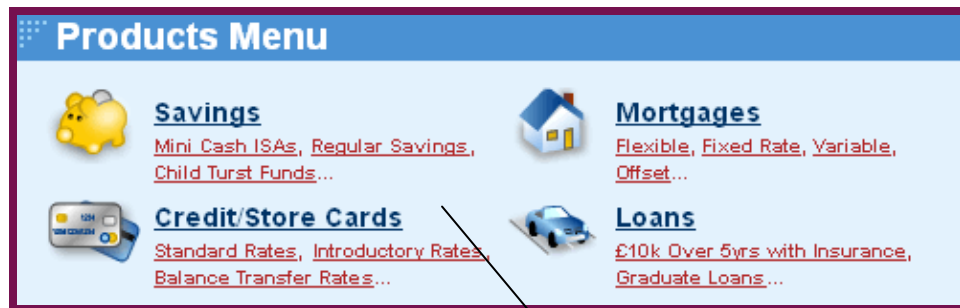 Products Menu
Savings
Mini Cash ISAs, Regular Savings,
Child Turst Funds...
Mortgages
Flexible, Fixed Rate, Variable,
Offset...
Credit/Store Cards
Standard Rates, Introductory Rates,
Balance Transfer Rates...
Loans
£10k Over 5yrs with Insurance,
Graduate Loans...